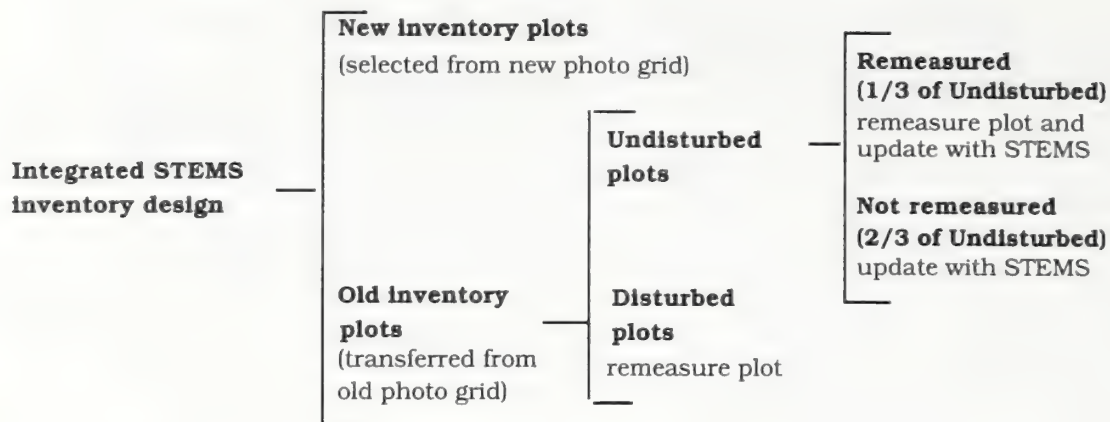 Integrated STEMS
inventory design
New inventory plots
(selected from new photo grid)
Old inventory
plots
(transferred from
old photo grid)
Undisturbed
plots
Disturbed
plots
remeasure plot
Remeasured
(1/3 of Undisturbed)
remeasure plot and
update with STEMS
Not remeasured
(2/3 of Undisturbed)
update with STEMS